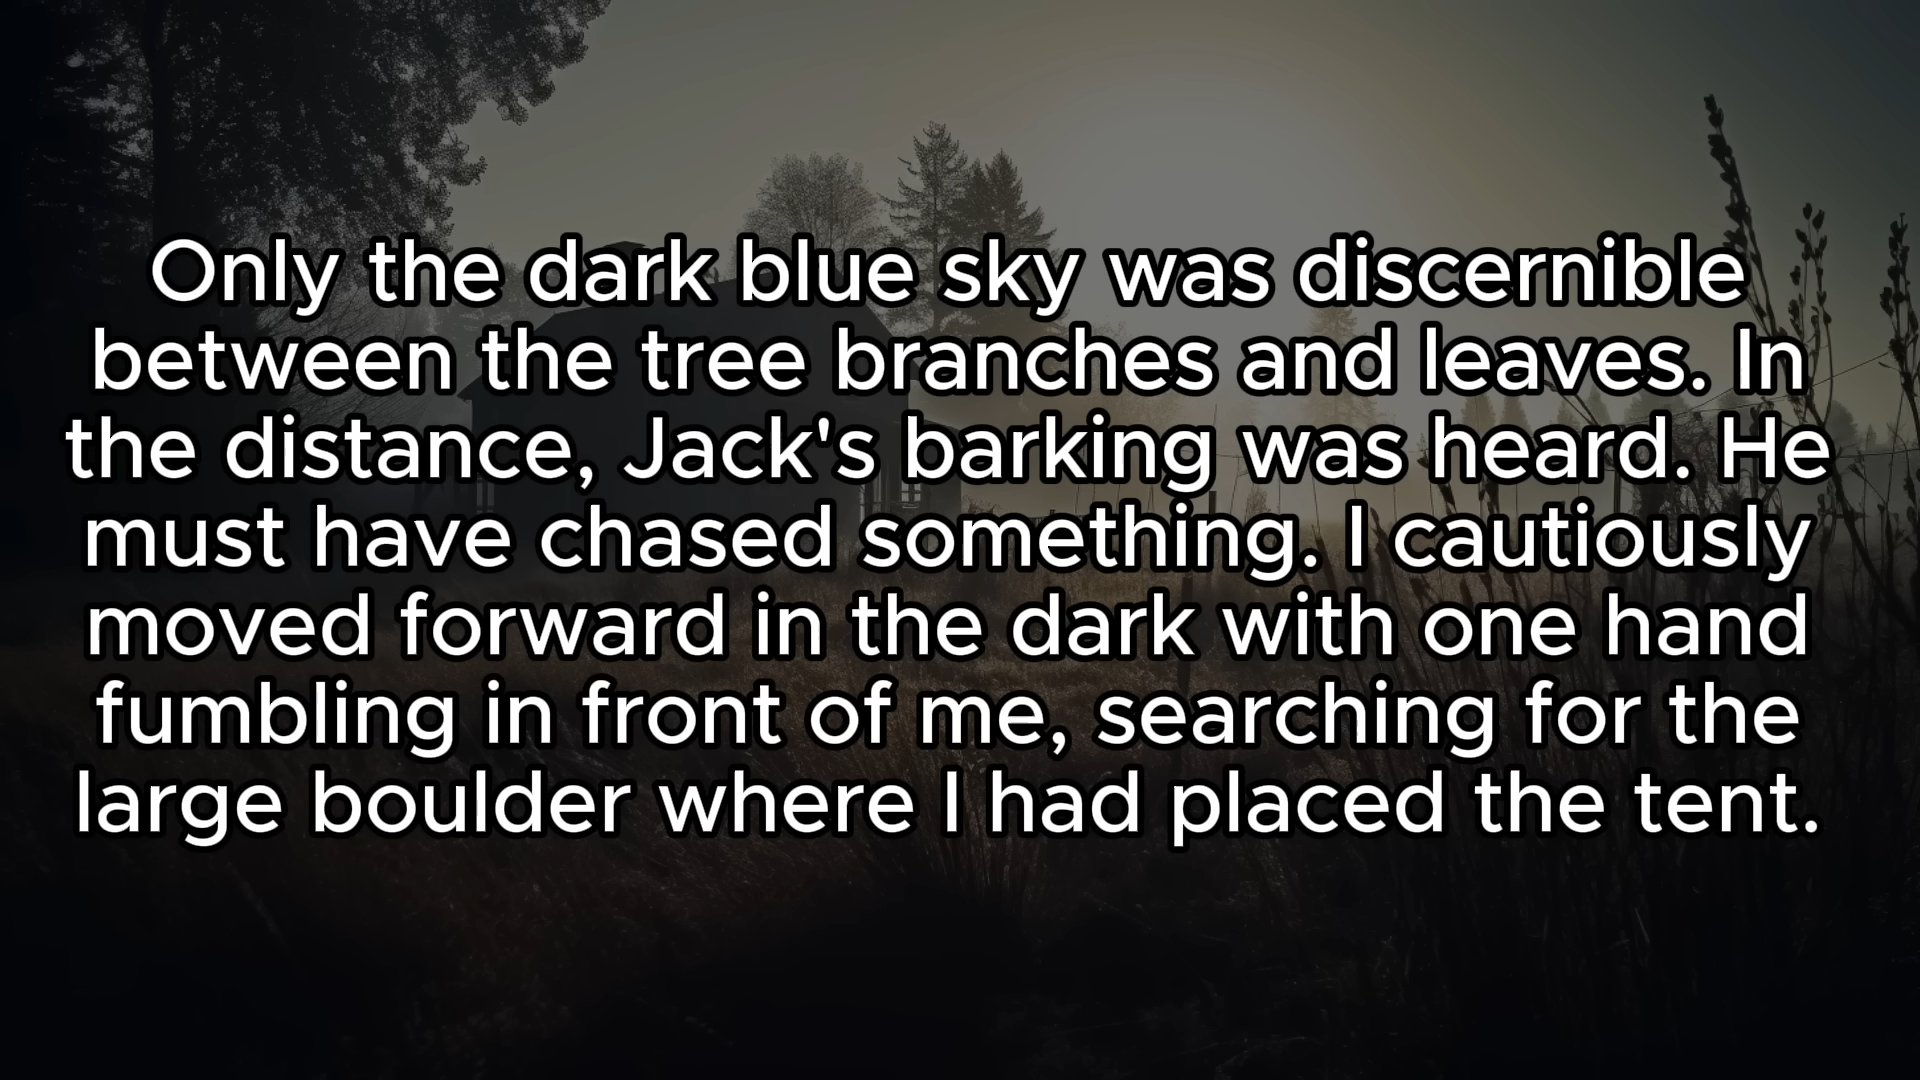 Only the dark blue sky was discernible
between the tree branches and leaves. In
the distance, Jack's barking was heard. He
must have chased something. I cautiously
moved forward in the dark with one hand
fumbling in front of me, searching for the
large boulder where I had placed the tent.